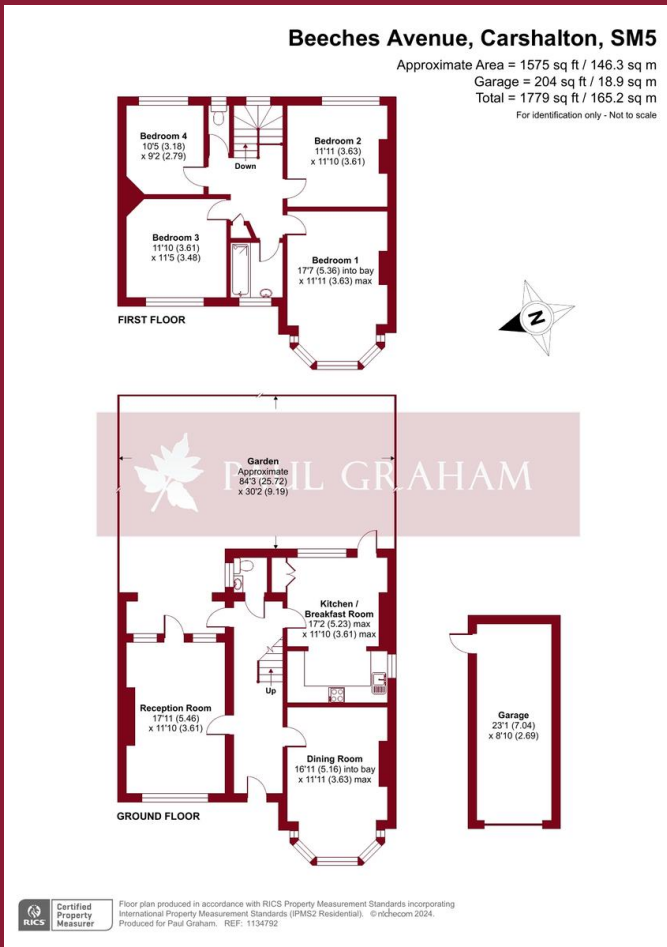 Beeches Avenue, Carshalton, SM5
Approximate Area = 1575 sq ft / 146.3 sq m
Garage = 204 sq ft / 18.9 sq m
Total = 1779 sq ft / 165.2 sq m
For identification only - Not to scale
Bedroom 4
10'5 (3.18)
x 9'2 (2.79)
Down
Bedroom 2
11'11 (3.63)
x 11'10 (3.61)
Bedroom 3
11'10 (3.61)
x 11'5 (3.48)
Bedroom 1
17'7 (5.36) into bay
x 11'11 (3.63) max
FIRST FLOOR
N
Garden
Approximate
84'3 (25.72)
x 30'2 (9.19)
PAUL GRAHAM
Kitchen /
Breakfast Room
17'2 (5.23) max
x 11'10 (3.61) max
Up
Reception Room
17'11 (5.46)
x 11'10 (3.61)
Dining Room
16'11 (5.16) into bay
x 11'11 (3.63) max
Garage
23'1 (7.04)
x 8'10 (2.69)
GROUND FLOOR
RICS
Certified
Property
Measurer
Floor plan produced in accordance with RICS Property Measurement Standards incorporating
International Property Measurement Standards (IPMS2 Residential). © nichecom 2024.
Produced for Paul Graham. REF: 1134792